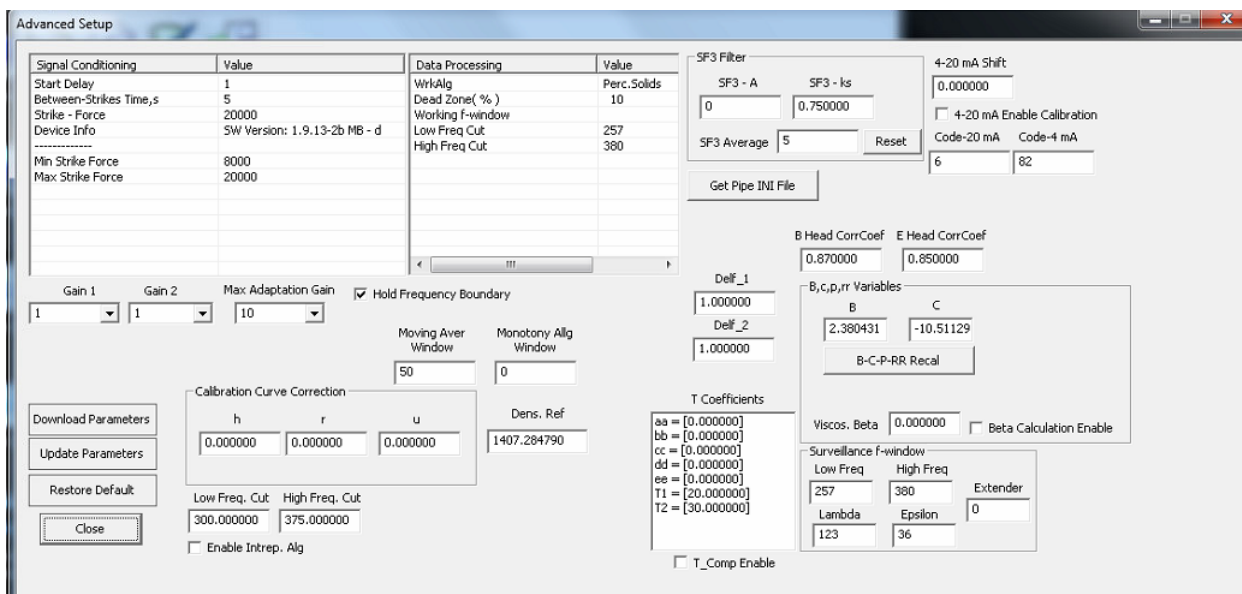 Advanced Setup
Signal Conditioning Value
Start Delay 1
Between-Strikes Time,s 5
Strike - Force 20000
Device Info SW Version: 1.9.13-2b MB - d
-------------
Min Strike Force 8000
Max Strike Force 20000
Data Processing Value
WrkAlg Perc.Solids
Dead Zone( % ) 10
Working f-window
Low Freq Cut 257
High Freq Cut 380
SF3 Filter
SF3 - A SF3 - ks
0 0.750000
SF3 Average 5 Reset
4-20 mA Shift
0.000000
4-20 mA Enable Calibration
Code-20 mA Code-4 mA
6 82
Get Pipe INI File
B Head CorrCoef E Head CorrCoef
0.870000 0.850000
Gain 1 Gain 2 Max Adaptation Gain
1 1 10
Hold Frequency Boundary
Moving Aver Window Monotony Allg Window
50 0
Delf_1
1.000000
Delf_2
1.000000
B,c,p,rr Variables
B C
2.380431 -10.51129
B-C-P-RR Recal
Viscos. Beta 0.000000 Beta Calculation Enable
Download Parameters
Update Parameters
Restore Default
Close
Calibration Curve Correction
h r u
0.000000 0.000000 0.000000
Dens. Ref
1407.284790
Low Freq. Cut High Freq. Cut
300.000000 375.000000
Enable Intrep. Alg
T Coefficients
aa = [0.000000]
bb = [0.000000]
cc = [0.000000]
dd = [0.000000]
ee = [0.000000]
T1 = [20.000000]
T2 = [30.000000]
T_Comp Enable
Surveillance f-window
Low Freq High Freq
257 380
Extender
0
Lambda Epsilon
123 36